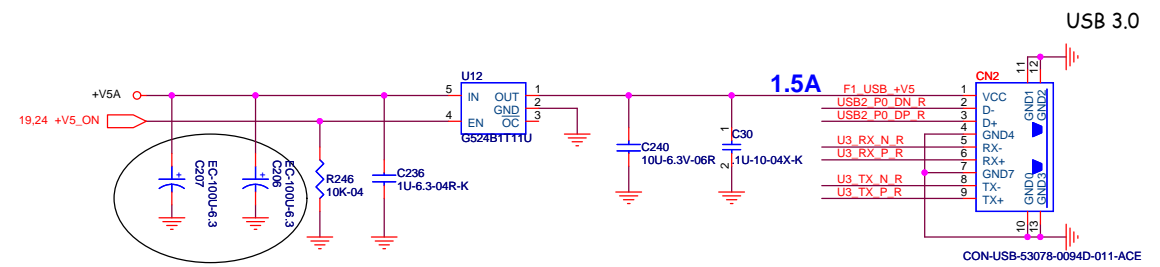 USB 3.0
+V5A
19,24 +V5_ON
U12
5 IN OUT 1
GND 2
4 EN OC 3
G524B1T11U
C207
EC-100U-6.3
C206
EC-100U-6.3
R246
10K-04
C236
1U-6.3-04R-K
C240
10U-6.3V-06R
1
C30
.1U-10-04X-K
2
1.5A
CN2
11
12
GND1
GND2
F1_USB_+V5 1 VCC
USB2_P0_DN_R 2 D-
USB2_P0_DP_R 3 D+
4 GND4
U3_RX_N_R 5 RX-
U3_RX_P_R 6 RX+
7 GND7
U3_TX_N_R 8 TX-
U3_TX_P_R 9 TX+
GND0
GND3
10
13
CON-USB-53078-0094D-011-ACE